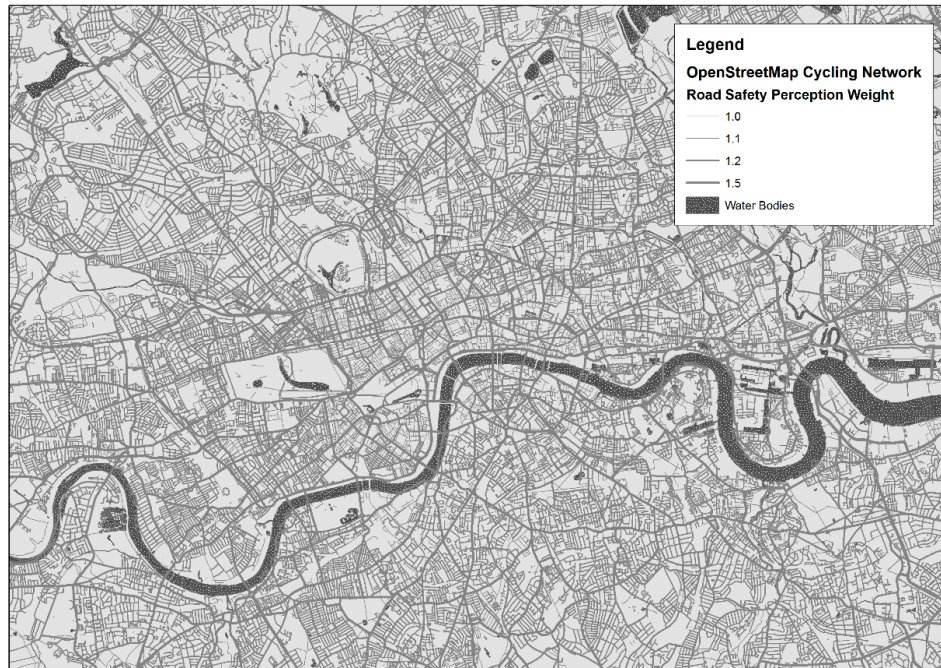 Legend
OpenStreetMap Cycling Network
Road Safety Perception Weight
1.0
1.1
1.2
1.5
Water Bodies